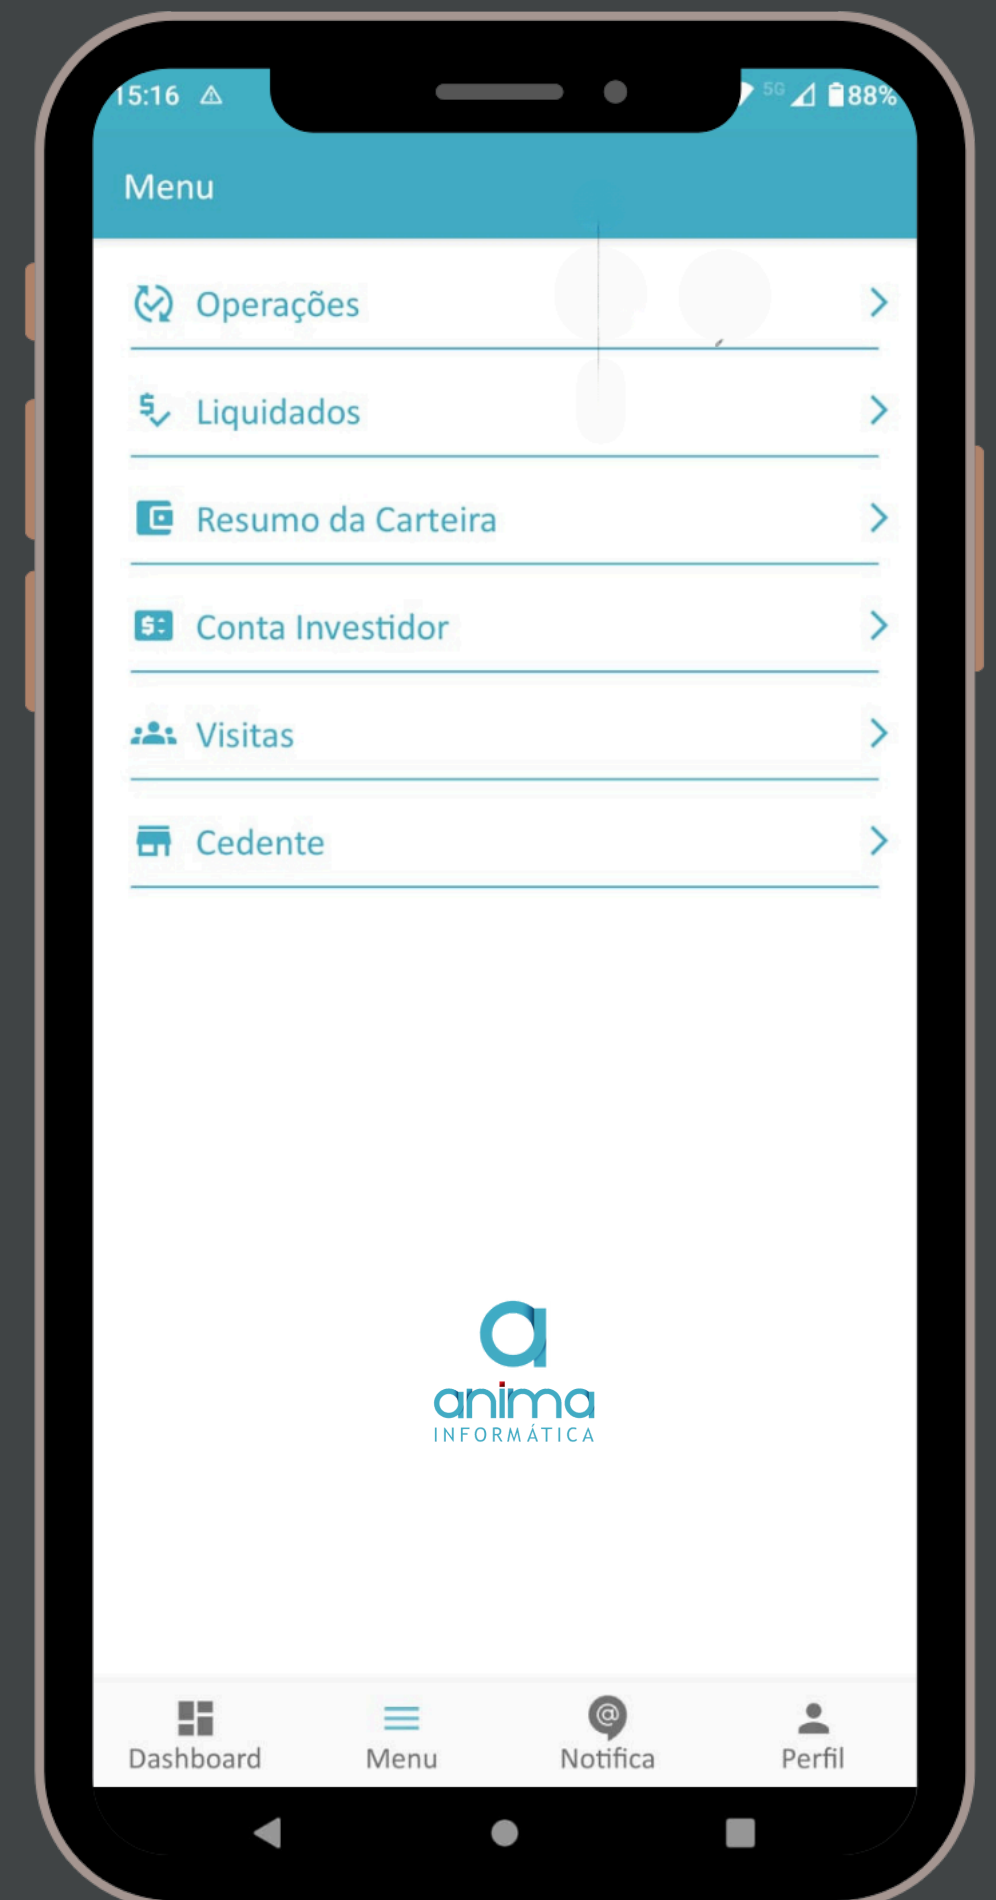 15:16 5G 88%
Menu
Operações
Liquidados
Resumo da Carteira
Conta Investidor
Visitas
Cedente
anima
INFORMÁTICA
Dashboard Menu Notifica Perfil